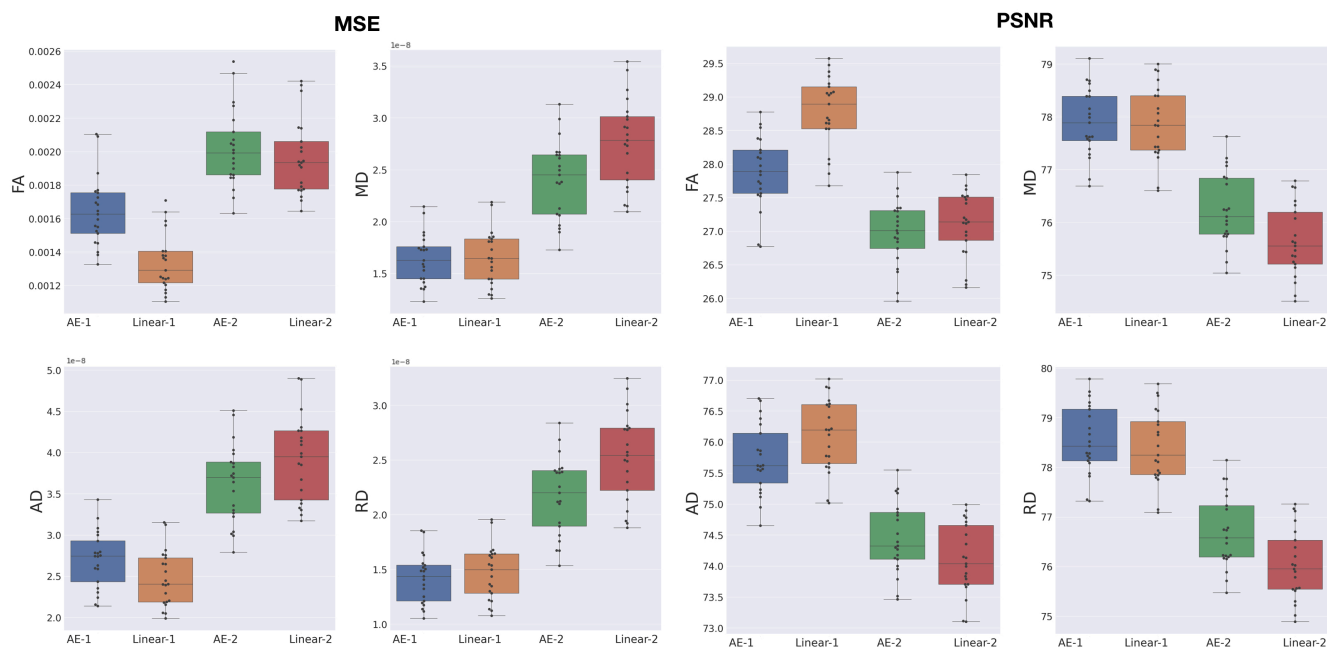 MSE
PSNR
0.0026
0.0024
0.0022
0.0020
0.0018
0.0016
0.0014
0.0012
FA
AE-1 Linear-1 AE-2 Linear-2
1e-8
3.5
3.0
2.5
2.0
1.5
MD
AE-1 Linear-1 AE-2 Linear-2
29.5
29.0
28.5
28.0
27.5
27.0
26.5
26.0
FA
AE-1 Linear-1 AE-2 Linear-2
79
78
77
76
75
MD
AE-1 Linear-1 AE-2 Linear-2
1e-8
5.0
4.5
4.0
3.5
3.0
2.5
2.0
AD
AE-1 Linear-1 AE-2 Linear-2
1e-8
3.0
2.5
2.0
1.5
1.0
RD
AE-1 Linear-1 AE-2 Linear-2
77.0
76.5
76.0
75.5
75.0
74.5
74.0
73.5
73.0
AD
AE-1 Linear-1 AE-2 Linear-2
80
79
78
77
76
75
RD
AE-1 Linear-1 AE-2 Linear-2